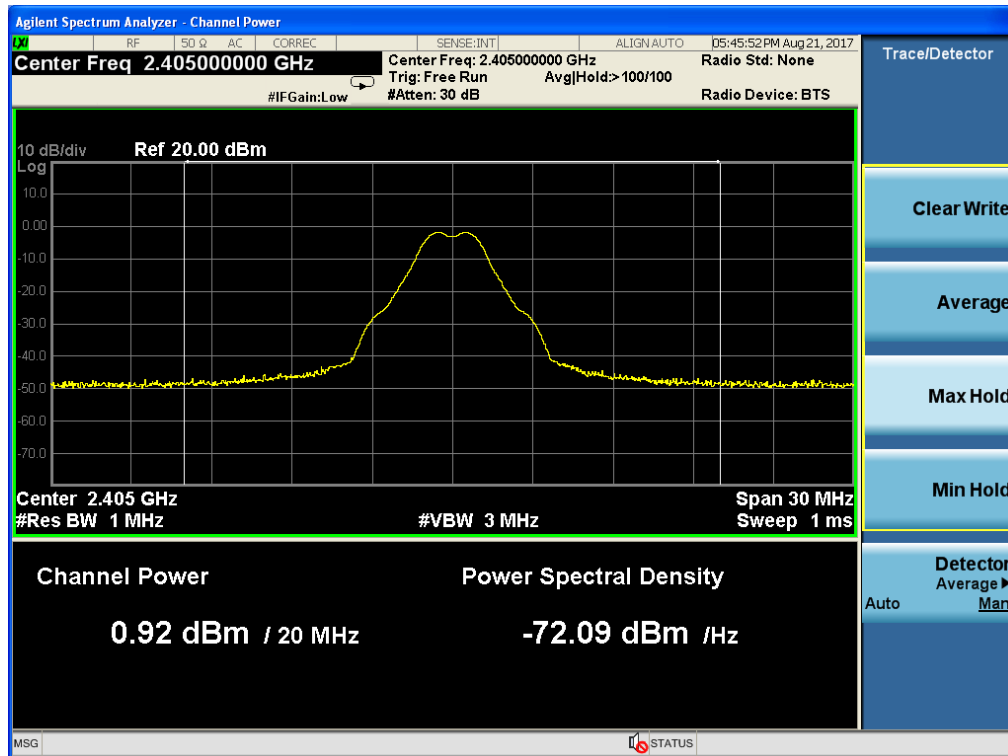 Agilent Spectrum Analyzer - Channel Power
LXI RF 50 Ω AC CORREC SENSE:INT ALIGN AUTO 05:45:52 PM Aug 21, 2017
Center Freq 2.405000000 GHz
Center Freq: 2.405000000 GHz
Radio Std: None
Trig: Free Run Avg|Hold:>100/100
#IFGain:Low
#Atten: 30 dB
Radio Device: BTS
Trace/Detector
10 dB/div Ref 20.00 dBm
Log
10.0
0.00
-10.0
-20.0
-30.0
-40.0
-50.0
-60.0
-70.0
Center 2.405 GHz Span 30 MHz
#Res BW 1 MHz #VBW 3 MHz Sweep 1 ms
Channel Power Power Spectral Density
0.92 dBm / 20 MHz -72.09 dBm /Hz
Clear Write
Average
Max Hold
Min Hold
Detector
Average
Auto Man
MSG STATUS